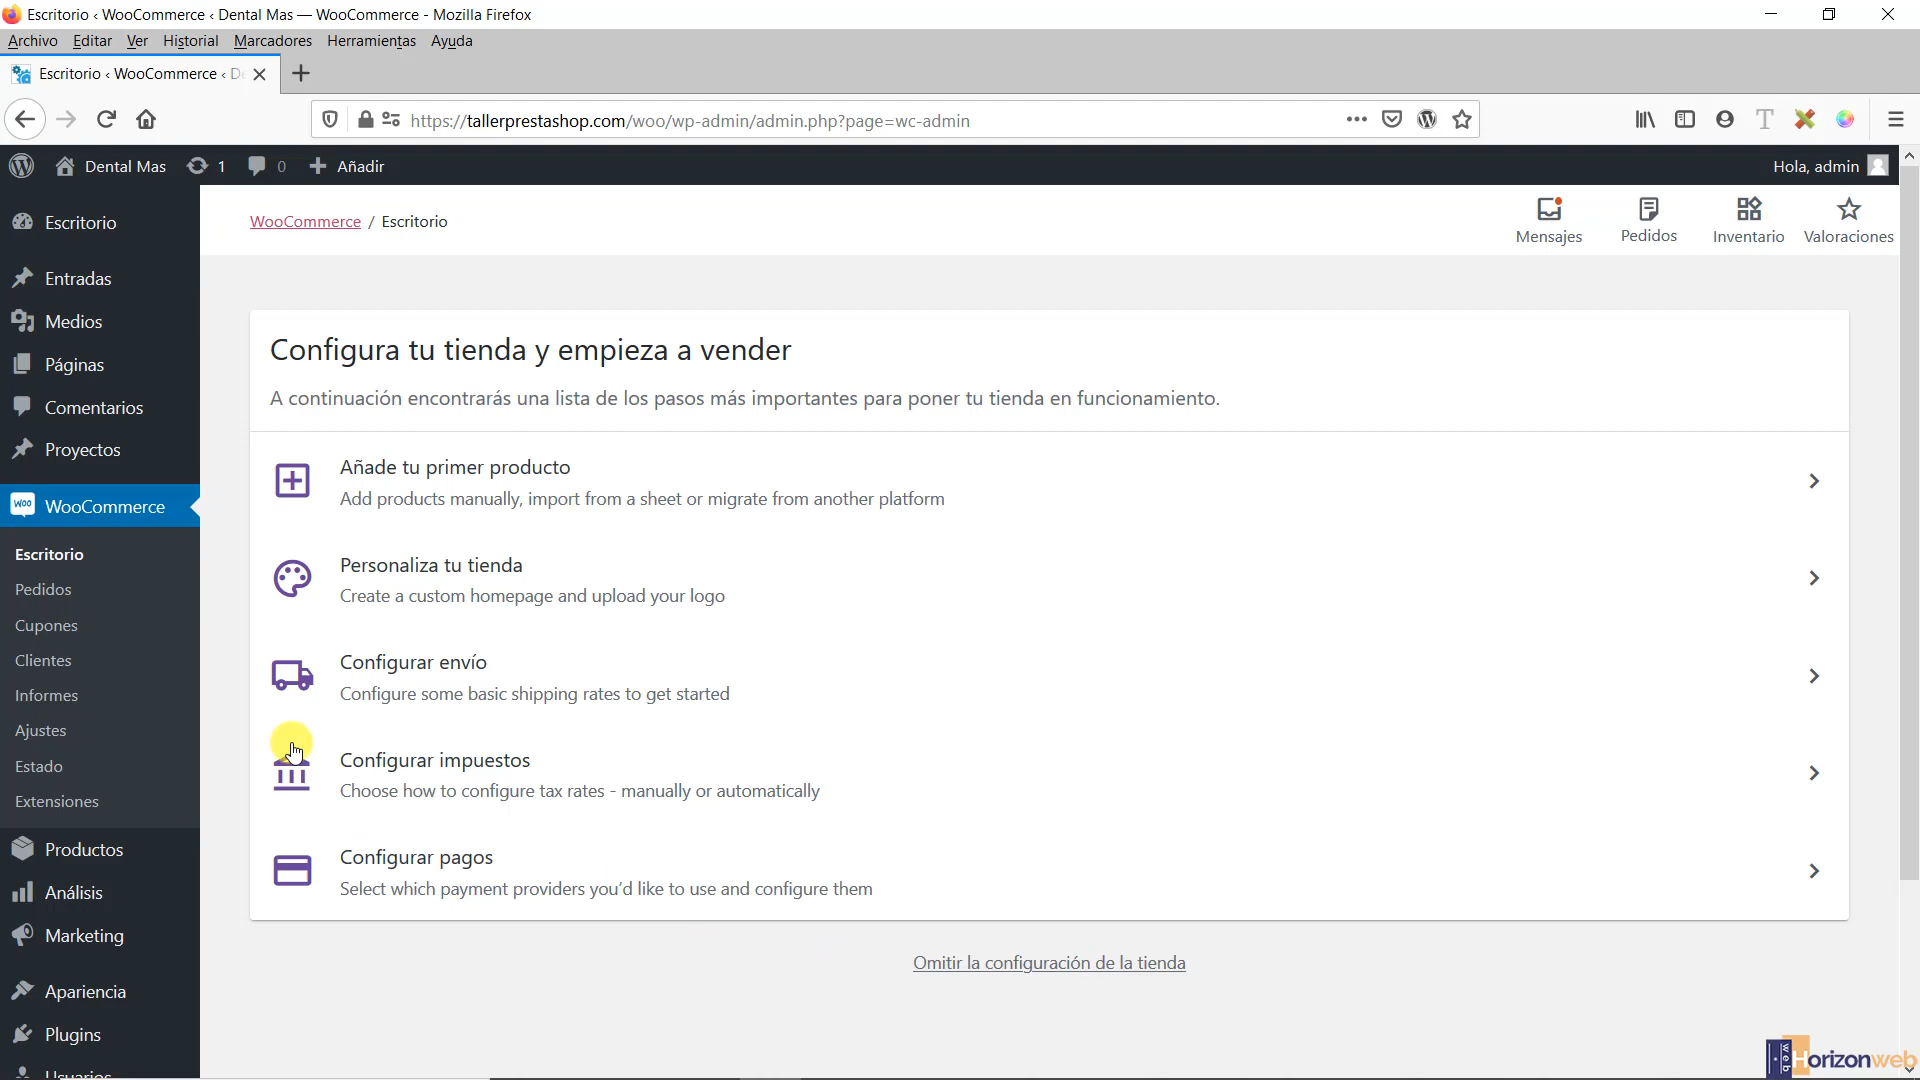 Escritorio ‹ WooCommerce ‹ Dental Mas — WooCommerce - Mozilla Firefox
Archivo Editar Ver Historial Marcadores Herramientas Ayuda
Escritorio ‹ WooCommerce ‹ De
https://tallerprestashop.com/woo/wp-admin/admin.php?page=wc-admin
Dental Mas 1 0 Añadir Hola, admin
WooCommerce / Escritorio
Mensajes Pedidos Inventario Valoraciones
Escritorio
Entradas
Medios
Páginas
Comentarios
Proyectos
Woo WooCommerce
Escritorio
Pedidos
Cupones
Clientes
Informes
Ajustes
Estado
Extensiones
Productos
Análisis
Marketing
Apariencia
Plugins
Usuarios
Configura tu tienda y empieza a vender
A continuación encontrarás una lista de los pasos más importantes para poner tu tienda en funcionamiento.
Añade tu primer producto
Add products manually, import from a sheet or migrate from another platform
Personaliza tu tienda
Create a custom homepage and upload your logo
Configurar envío
Configure some basic shipping rates to get started
Configurar impuestos
Choose how to configure tax rates - manually or automatically
Configurar pagos
Select which payment providers you’d like to use and configure them
Omitir la configuración de la tienda
web Horizonweb